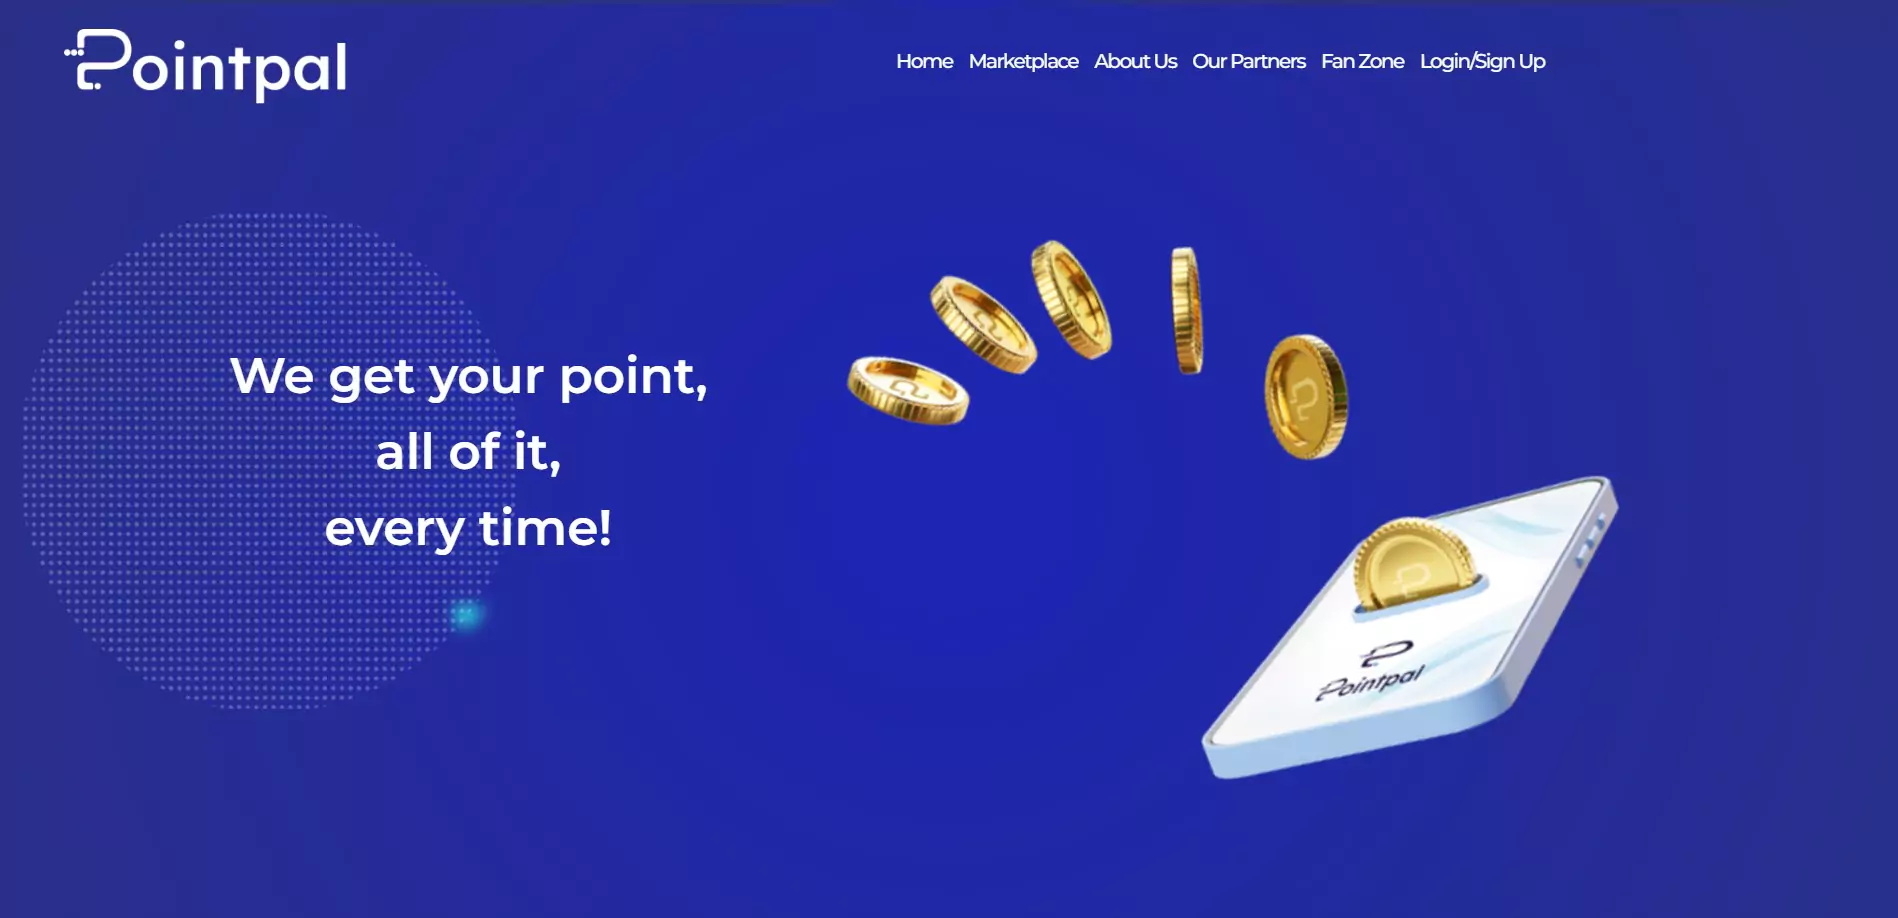 Pointpal
Home Marketplace About Us Our Partners Fan Zone Login/Sign Up
We get your point,
all of it,
every time!
Pointpal